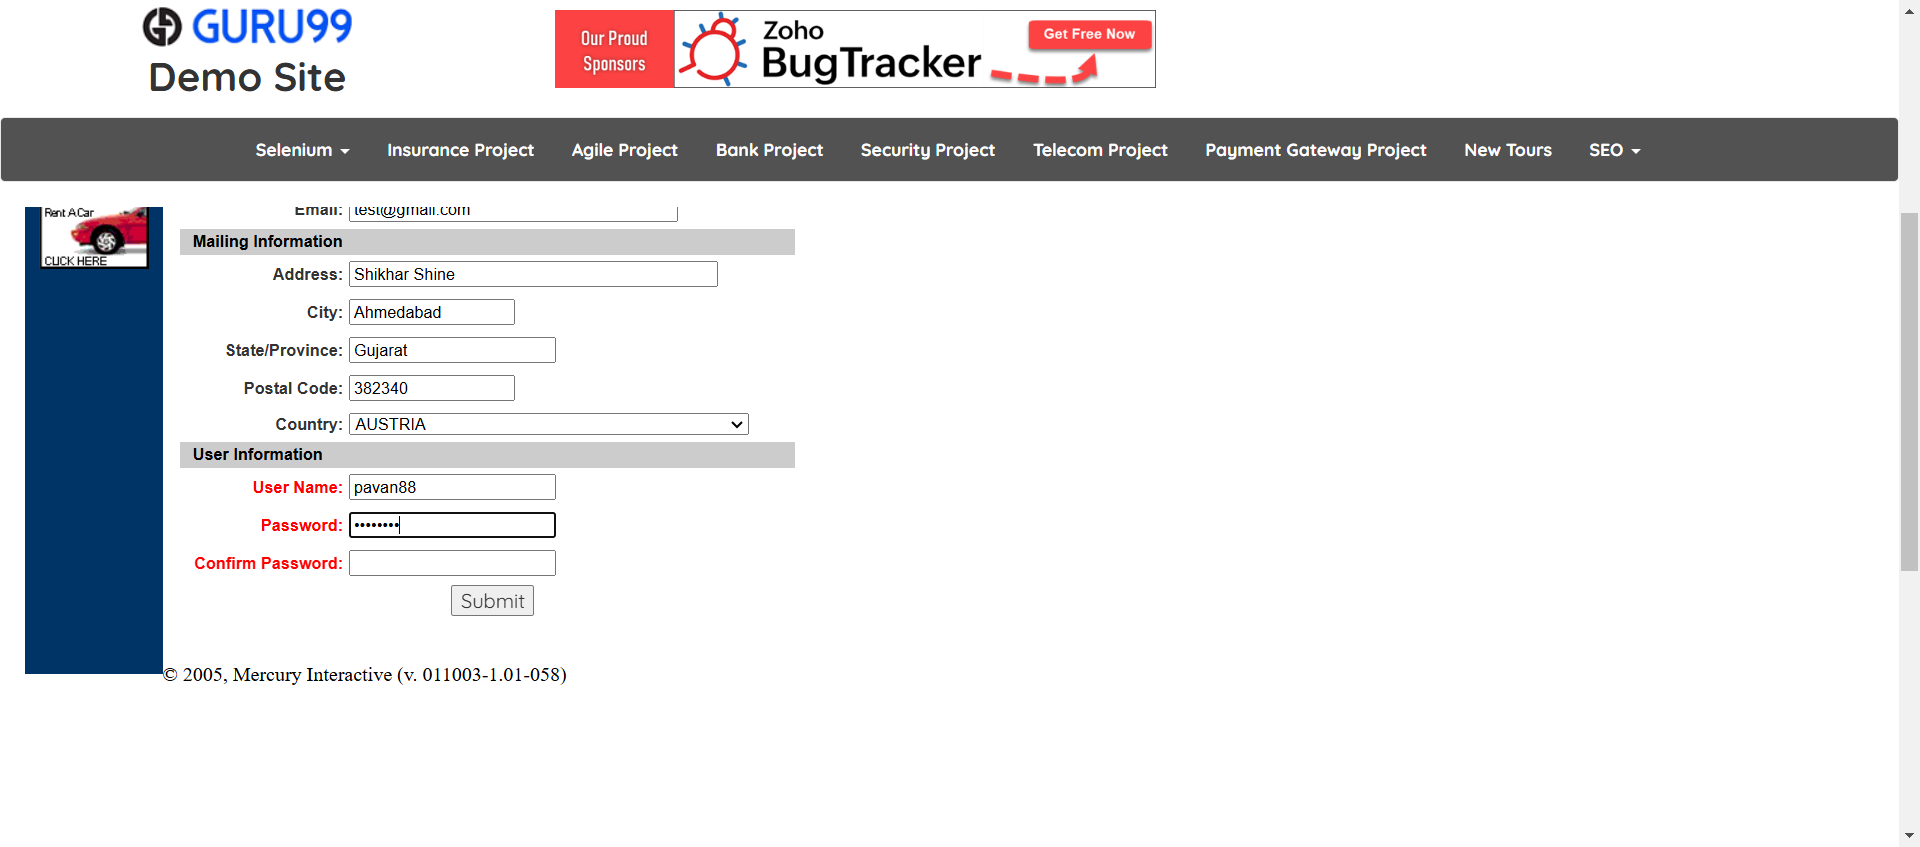 GURU99
Demo Site
Our Proud
Sponsors
Zoho
BugTracker
Get Free Now
Selenium
Insurance Project
Agile Project
Bank Project
Security Project
Telecom Project
Payment Gateway Project
New Tours
SEO
Rent A Car
CLICK HERE
Email: test@gmail.com
Mailing Information
Address: Shikhar Shine
City: Ahmedabad
State/Province: Gujarat
Postal Code: 382340
Country: AUSTRIA
User Information
User Name: pavan88
Password: ••••••••
Confirm Password:
Submit
© 2005, Mercury Interactive (v. 011003-1.01-058)